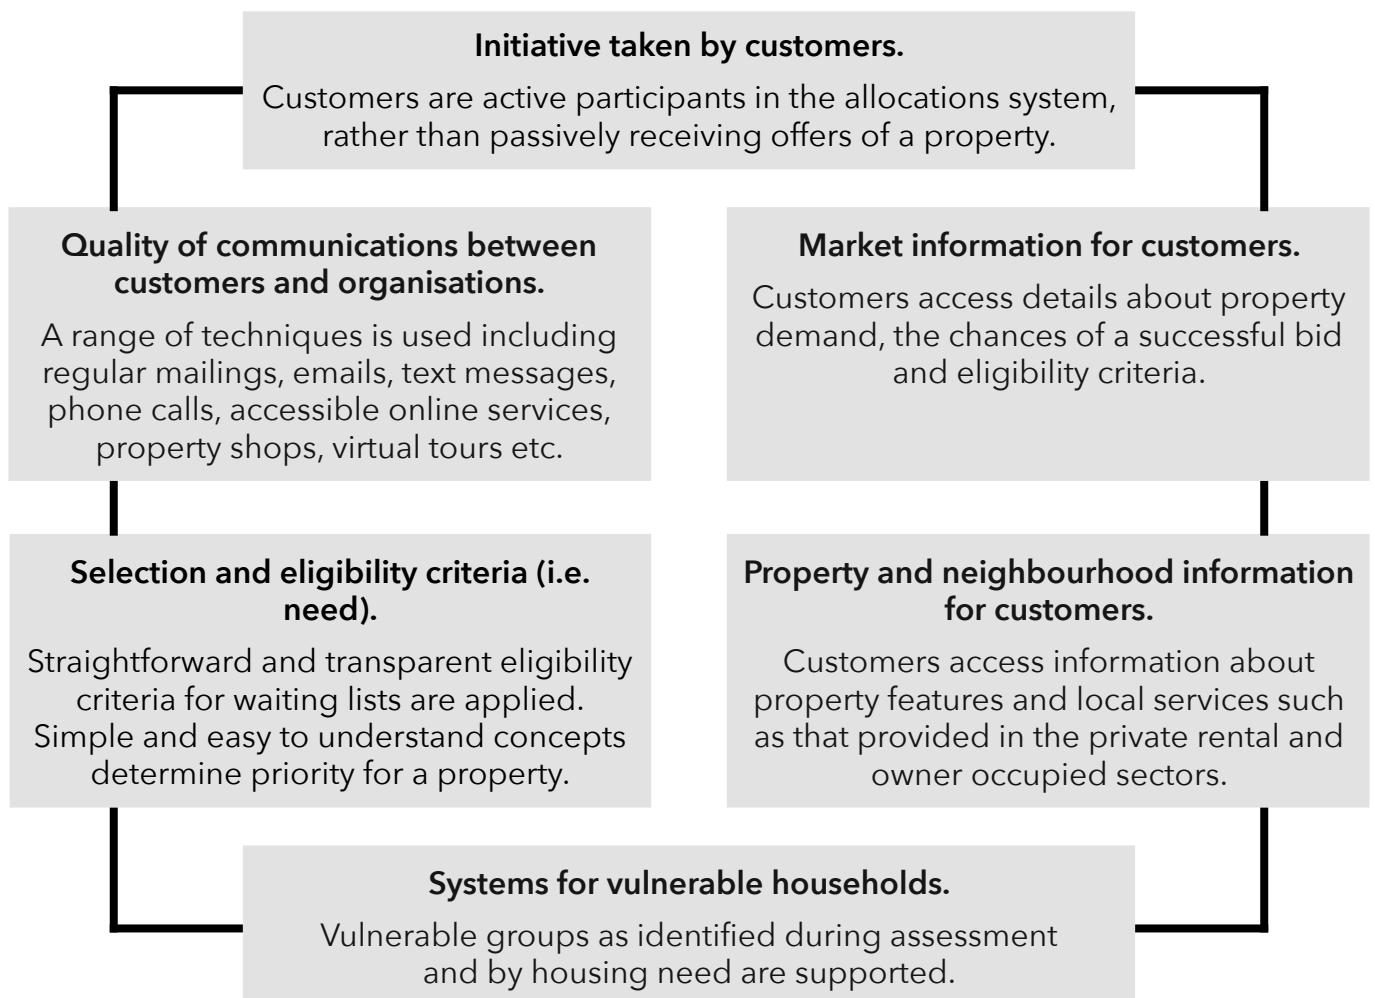 Initiative taken by customers.
Customers are active participants in the allocations system,
rather than passively receiving offers of a property.
Quality of communications between
customers and organisations.
A range of techniques is used including
regular mailings, emails, text messages,
phone calls, accessible online services,
property shops, virtual tours etc.
Market information for customers.
Customers access details about property
demand, the chances of a successful bid
and eligibility criteria.
Selection and eligibility criteria (i.e.
need).
Straightforward and transparent eligibility
criteria for waiting lists are applied.
Simple and easy to understand concepts
determine priority for a property.
Property and neighbourhood information
for customers.
Customers access information about
property features and local services such
as that provided in the private rental and
owner occupied sectors.
Systems for vulnerable households.
Vulnerable groups as identified during assessment
and by housing need are supported.